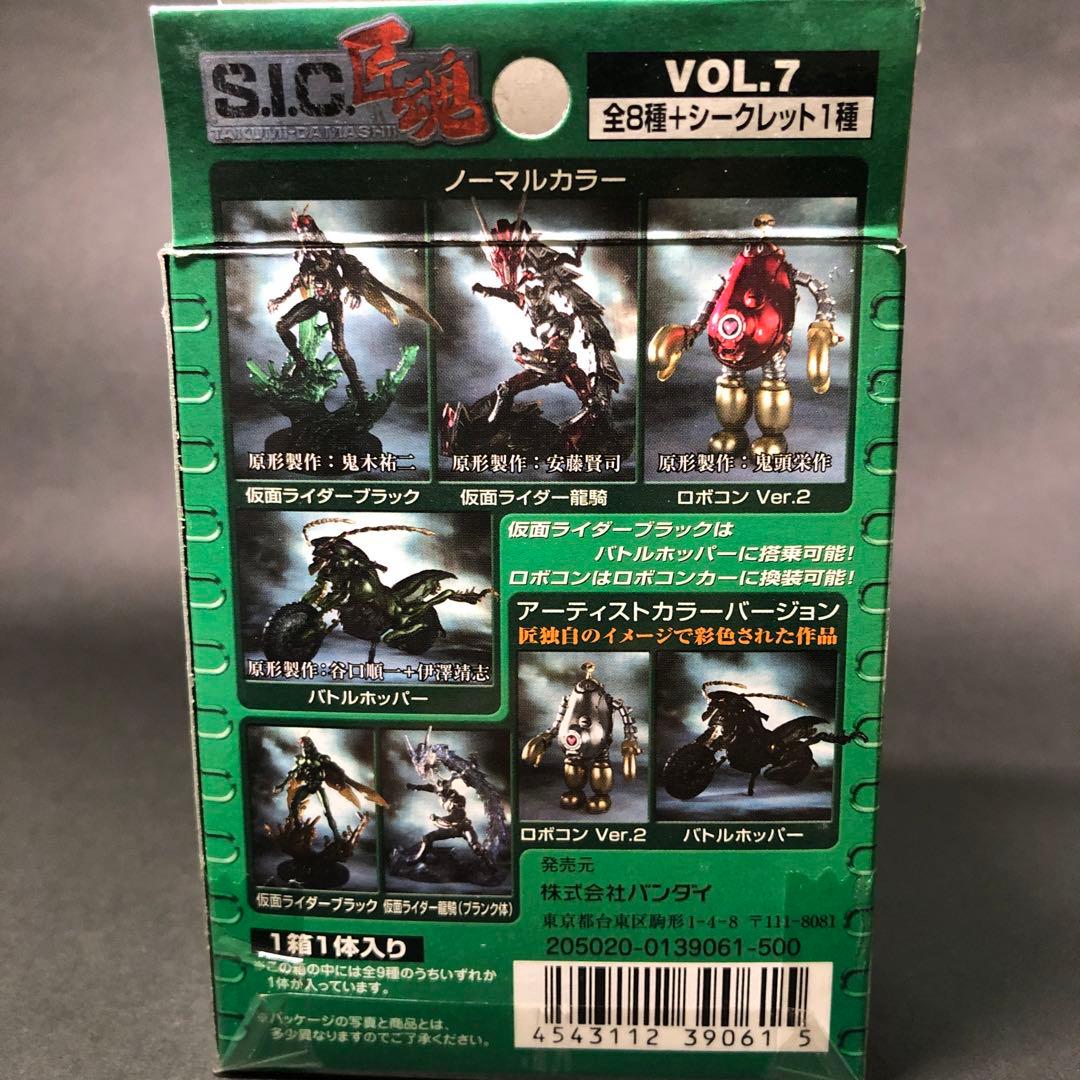 S.I.C.匠魂
TAKUMI-DAMASHII
VOL.7
全8種+シークレット1種
ノーマルカラー
原形製作:鬼木祐二
原形製作:安藤賢司
原形製作:鬼頭栄作
仮面ライダーブラック
仮面ライダー龍騎
ロボコン Ver.2
仮面ライダーブラックは
バトルホッパーに搭乗可能!
ロボコンはロボコンカーに換装可能!
原形製作:谷口順一+伊澤靖志
バトルホッパー
アーティストカラーバージョン
匠独自のイメージで彩色された作品
ロボコン Ver.2
バトルホッパー
仮面ライダーブラック
仮面ライダー龍騎(ブランク体)
発売元
株式会社バンダイ
東京都台東区駒形1-4-8 〒111-8081
205020-0139061-500
1箱1体入り
※この箱の中には全9種のうちいずれか
1体が入っています。
※パッケージの写真と商品とは、
多少異なりますのでご了承ください。
4543112 39061 5